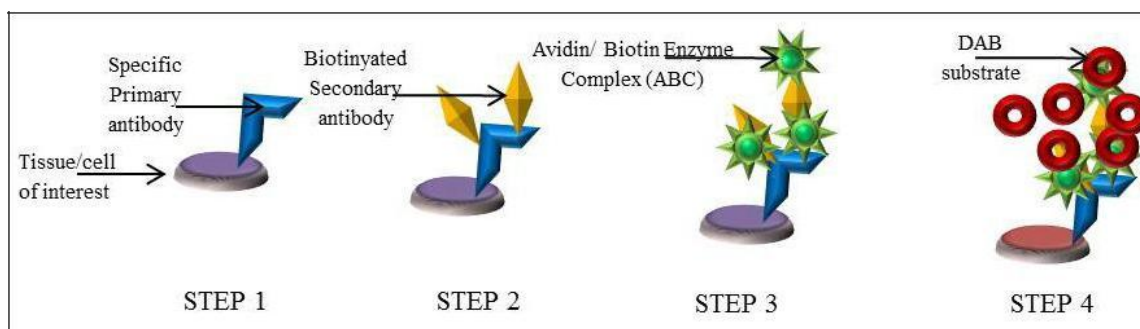 Specific
Primary
antibody
Tissue/cell
of interest
STEP 1
Biotinyated
Secondary
antibody
STEP 2
Avidin/ Biotin Enzyme
Complex (ABC)
STEP 3
DAB
substrate
STEP 4